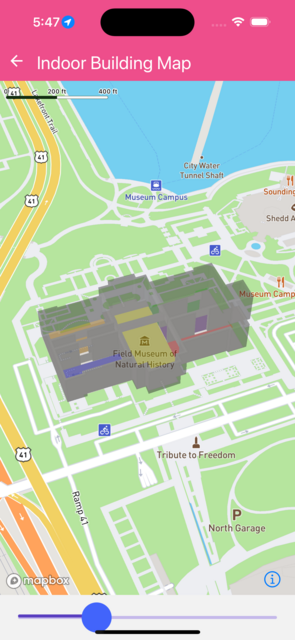 5:47
Indoor Building Map
0
200 ft
400 ft
41
Lakefront Trail
41
City Water
Tunnel Shaft
41
Museum Campus
Sounding
Shedd A
Museum Camp
Field Museum of
Natural History
41
Tribute to Freedom
Ramp 41
P
North Garage
mapbox